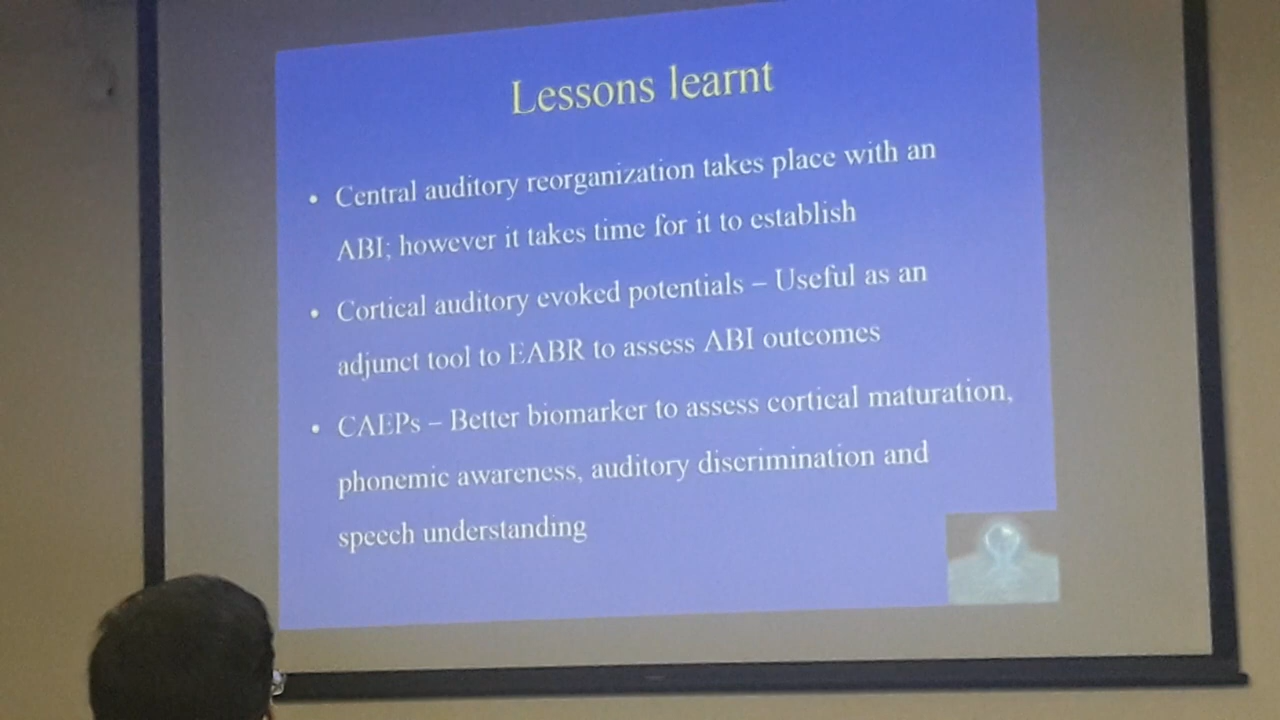 Lessons learnt
• Central auditory reorganization takes place with an
ABI; however it takes time for it to establish
• Cortical auditory evoked potentials – Useful as an
adjunct tool to EABR to assess ABI outcomes
• CAEPs – Better biomarker to assess cortical maturation,
phonemic awareness, auditory discrimination and
speech understanding